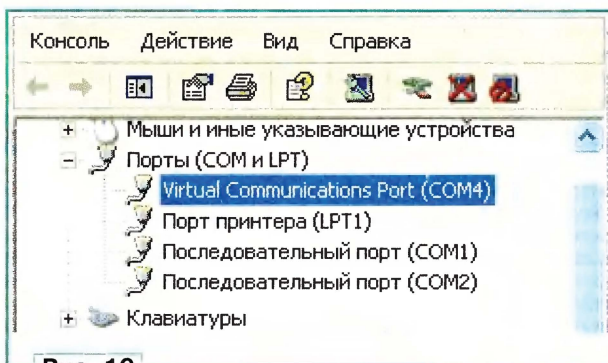 Консоль Действие Вид Справка
Мыши и иные указывающие устройства
Порты (COM и LPT)
Virtual Communications Port (COM4)
Порт принтера (LPT1)
Последовательный порт (COM1)
Последовательный порт (COM2)
Клавиатуры